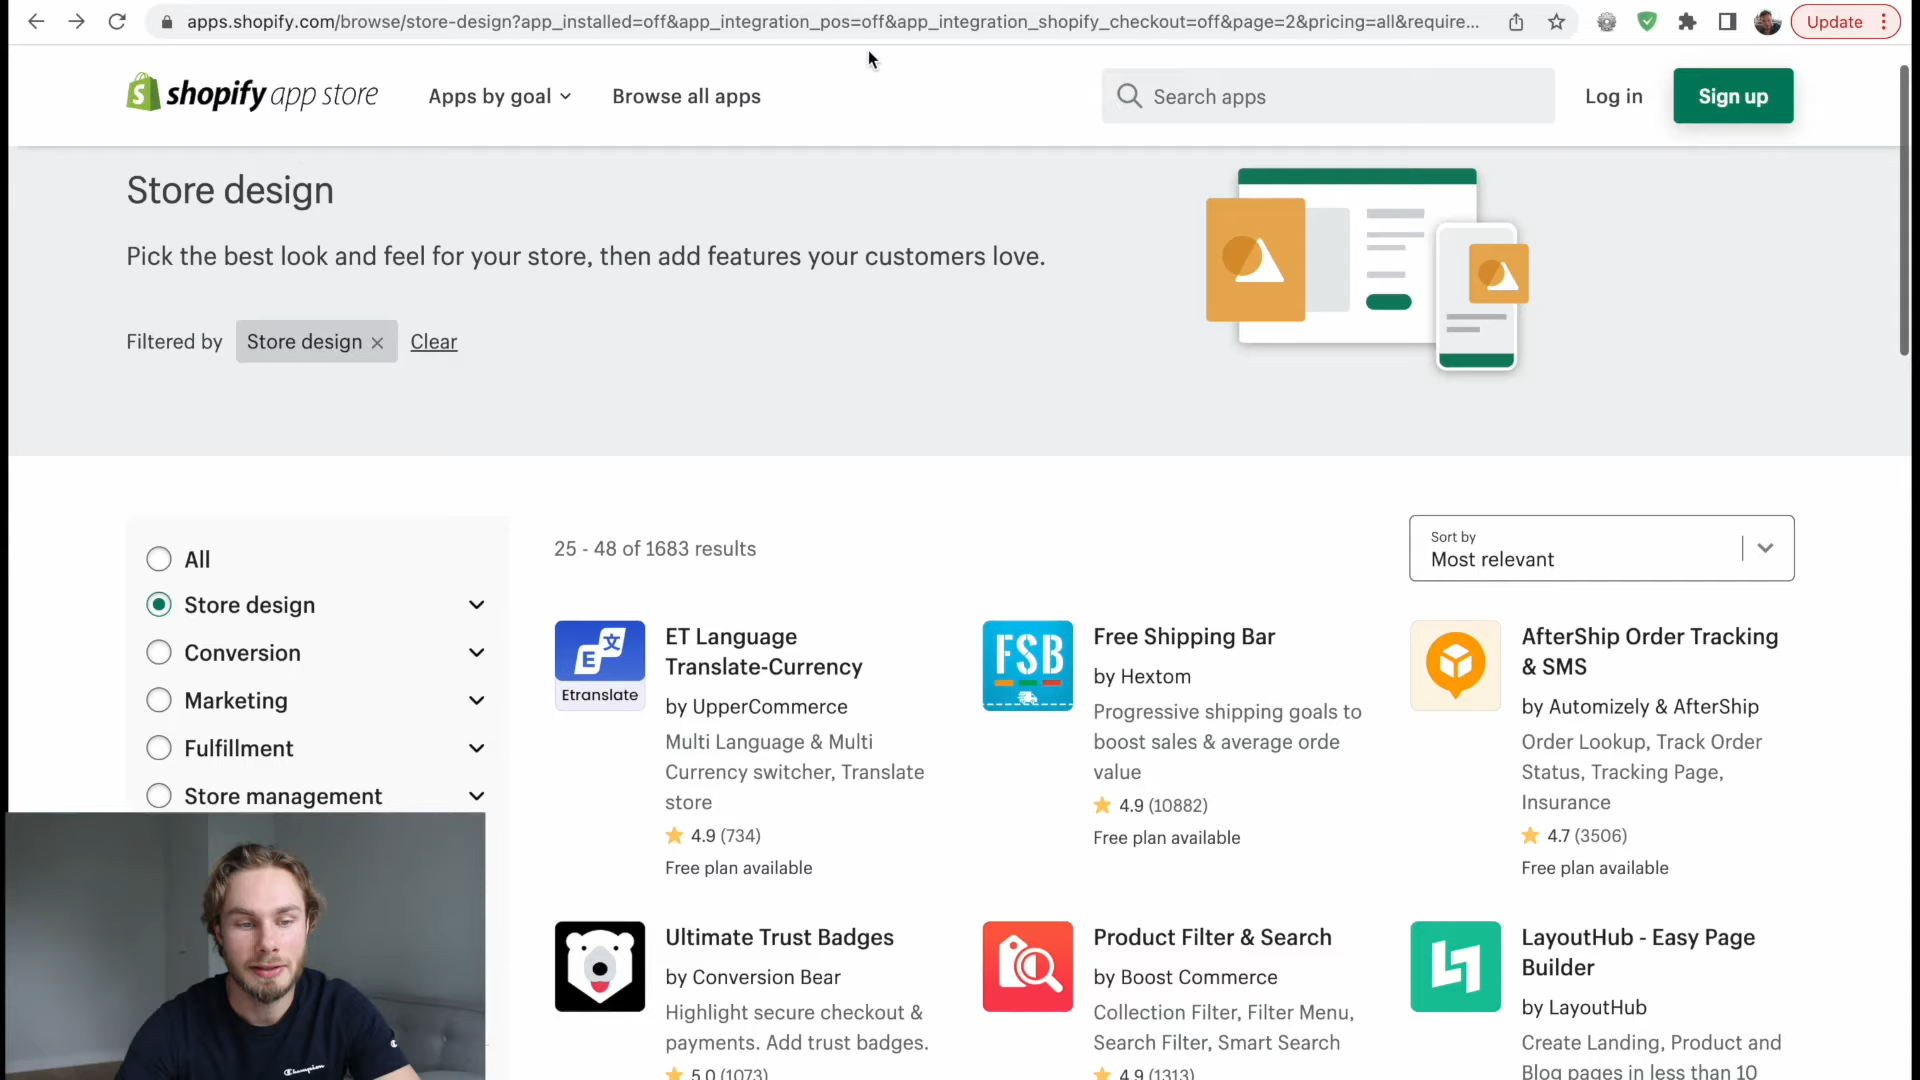 apps.shopify.com/browse/store-design?app_installed=off&app_integration_pos=off&app_integration_shopify_checkout=off&page=2&pricing=all&require...
Update
shopify app store
Apps by goal
Browse all apps
Search apps
Log in
Sign up
Store design
Pick the best look and feel for your store, then add features your customers love.
Filtered by
Store design ×
Clear
All
Store design
Conversion
Marketing
Fulfillment
Store management
25 - 48 of 1683 results
Sort by
Most relevant
Etranslate
ET Language
Translate-Currency
by UpperCommerce
Multi Language & Multi
Currency switcher, Translate
store
4.9 (734)
Free plan available
FSB
Free Shipping Bar
by Hextom
Progressive shipping goals to
boost sales & average orde
value
4.9 (10882)
Free plan available
AfterShip Order Tracking
& SMS
by Automizely & AfterShip
Order Lookup, Track Order
Status, Tracking Page,
Insurance
4.7 (3506)
Free plan available
Ultimate Trust Badges
by Conversion Bear
Highlight secure checkout &
payments. Add trust badges.
5.0 (1073)
Product Filter & Search
by Boost Commerce
Collection Filter, Filter Menu,
Search Filter, Smart Search
4.9 (1313)
LayoutHub - Easy Page
Builder
by LayoutHub
Create Landing, Product and
Blog pages in less than 10
Champion